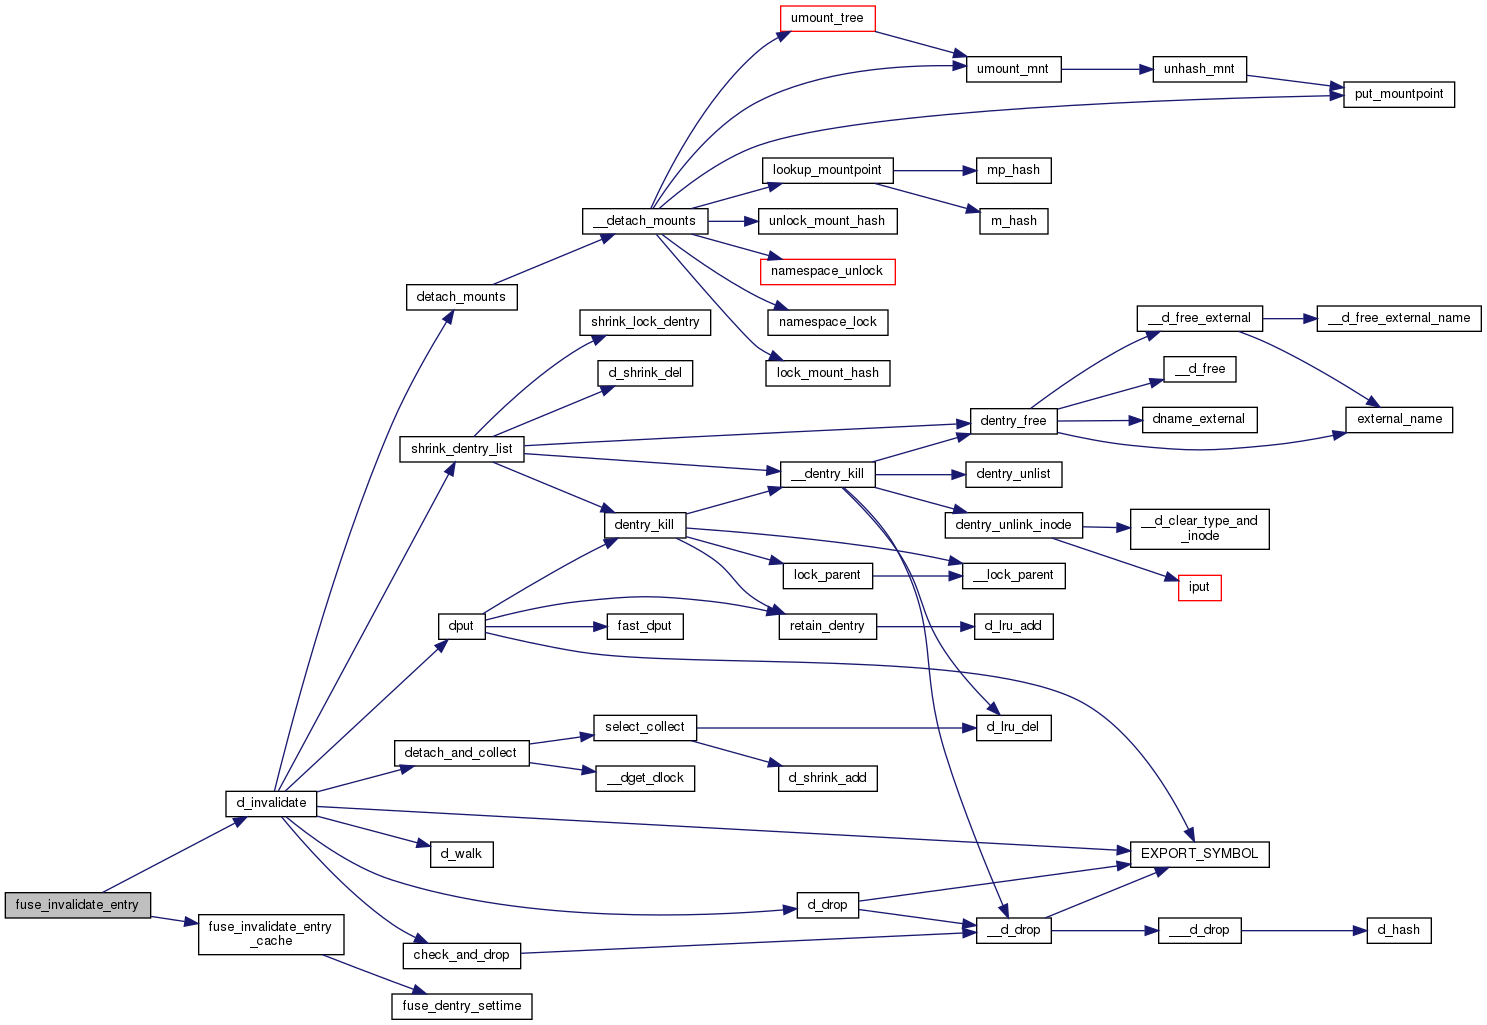 umount_tree
umount_mnt
unhash_mnt
put_mountpoint
lookup_mountpoint
mp_hash
__detach_mounts
unlock_mount_hash
m_hash
namespace_unlock
detach_mounts
namespace_lock
shrink_lock_dentry
__d_free_external
__d_free_external_name
d_shrink_del
lock_mount_hash
__d_free
dentry_free
dname_external
external_name
shrink_dentry_list
__dentry_kill
dentry_unlist
dentry_kill
dentry_unlink_inode
__d_clear_type_and
_inode
lock_parent
__lock_parent
iput
dput
fast_dput
retain_dentry
d_lru_add
select_collect
d_lru_del
detach_and_collect
__dget_dlock
d_shrink_add
d_invalidate
d_walk
EXPORT_SYMBOL
fuse_invalidate_entry
d_drop
fuse_invalidate_entry
_cache
__d_drop
___d_drop
d_hash
check_and_drop
fuse_dentry_settime